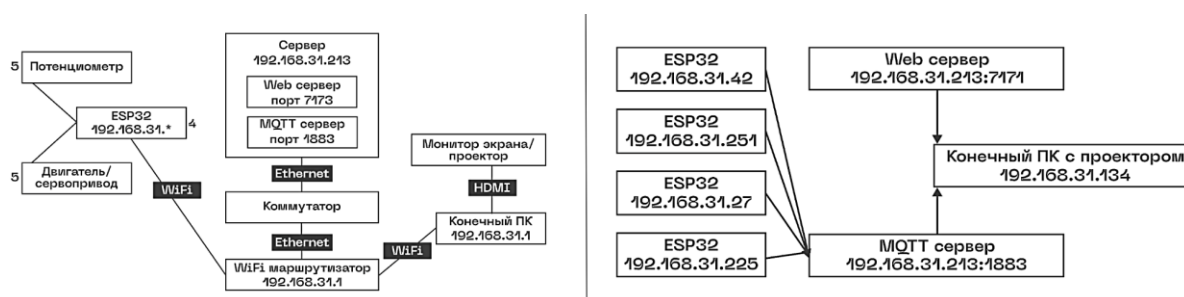 5 Потенциометр
ESP32
192.168.31.* 4
5 Двигатель/
сервопривод
WiFi
Сервер
192.168.31.213
Web сервер
порт 7173
MQTT сервер
порт 1883
Ethernet
Коммутатор
Ethernet
WiFi маршрутизатор
192.168.31.1
Монитор экрана/
проектор
HDMI
Конечный ПК
192.168.31.1
WiFi
ESP32
192.168.31.42
ESP32
192.168.31.251
ESP32
192.168.31.27
ESP32
192.168.31.225
Web сервер
192.168.31.213:7171
Конечный ПК с проектором
192.168.31.134
MQTT сервер
192.168.31.213:1883